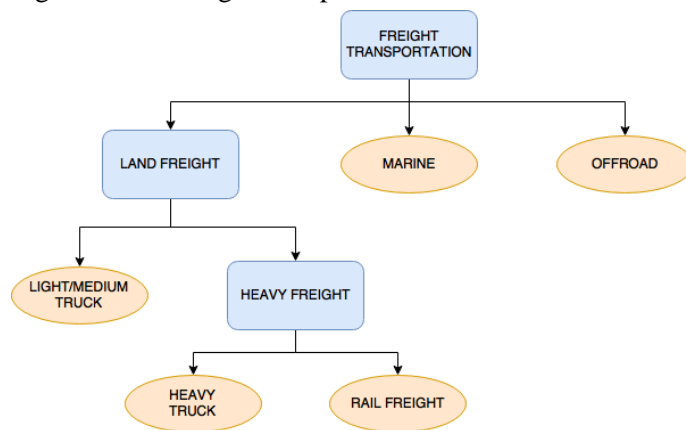 FREIGHT
TRANSPORTATION
LAND FREIGHT
MARINE
OFFROAD
LIGHT/MEDIUM
TRUCK
HEAVY FREIGHT
HEAVY
TRUCK
RAIL FREIGHT